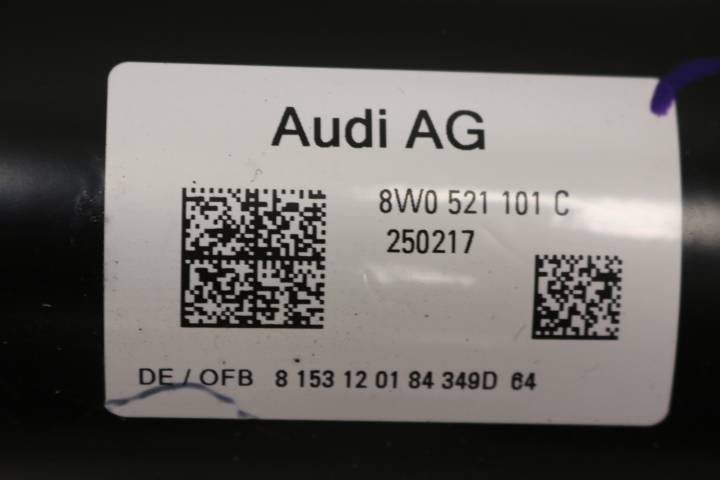 Audi AG
8W0 521 101 C
250217
DE / OFB 8 153 12 01 84 349D 64